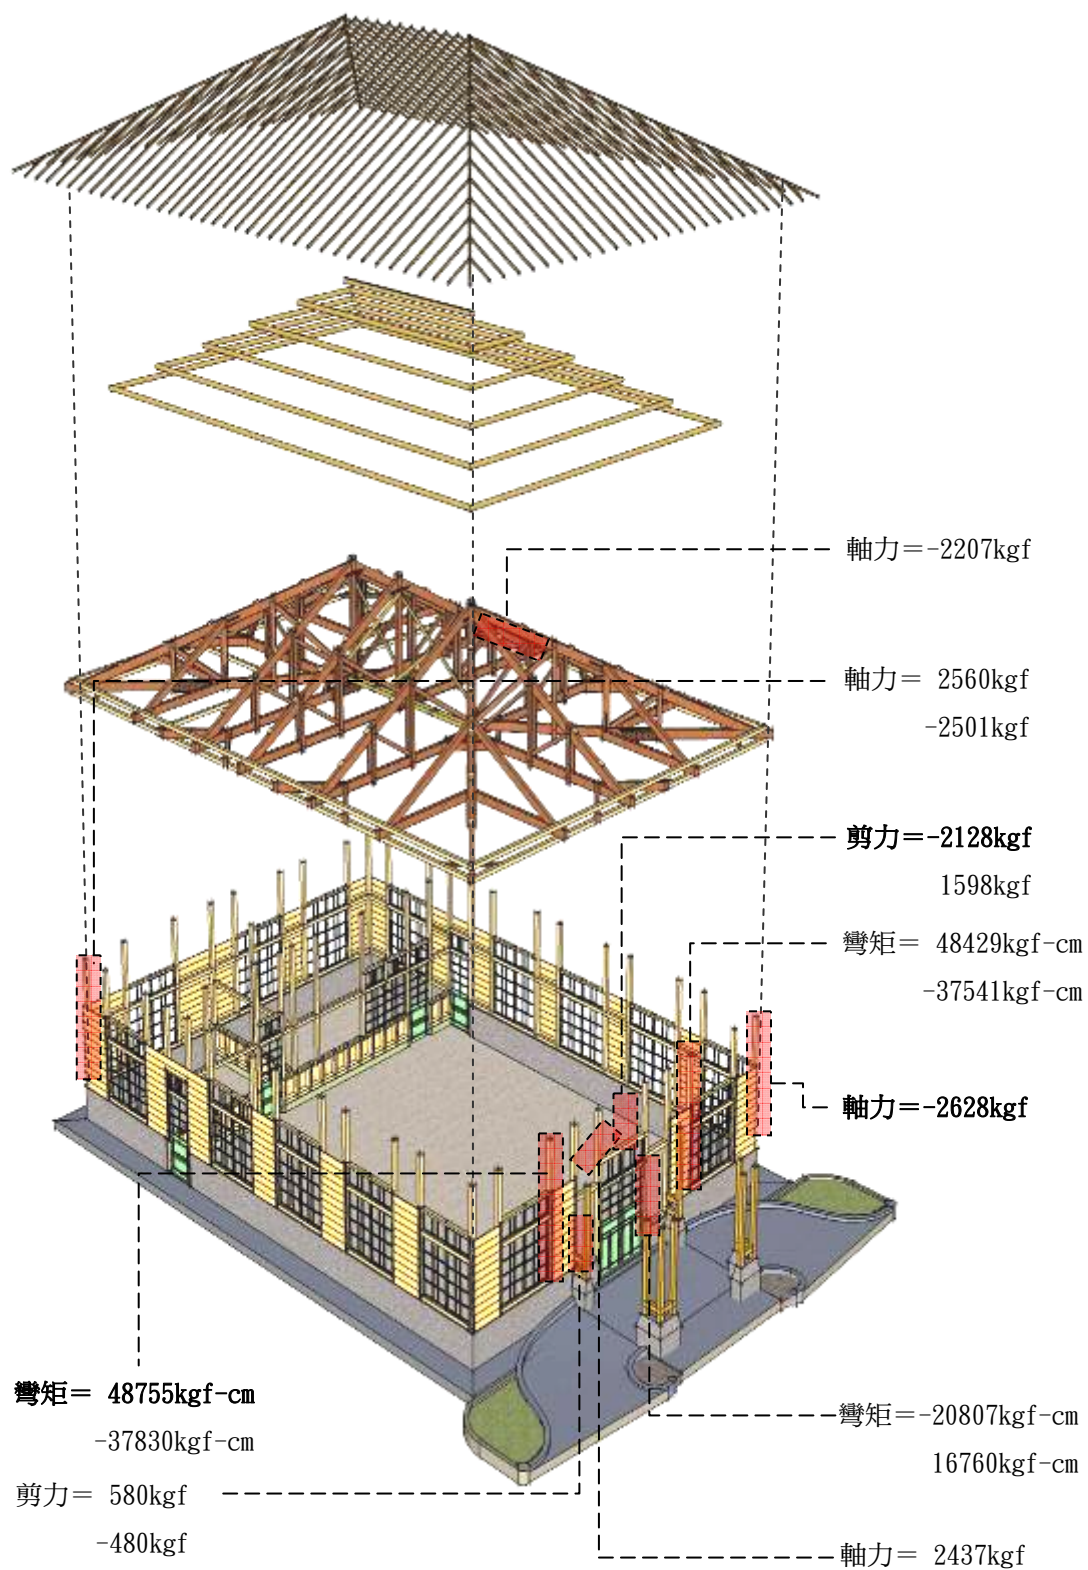 軸力＝-2207kgf
軸力＝ 2560kgf
-2501kgf
剪力＝-2128kgf
1598kgf
彎矩＝ 48429kgf-cm
-37541kgf-cm
軸力＝-2628kgf
彎矩＝ 48755kgf-cm
-37830kgf-cm
剪力＝ 580kgf
-480kgf
彎矩＝-20807kgf-cm
16760kgf-cm
軸力＝ 2437kgf